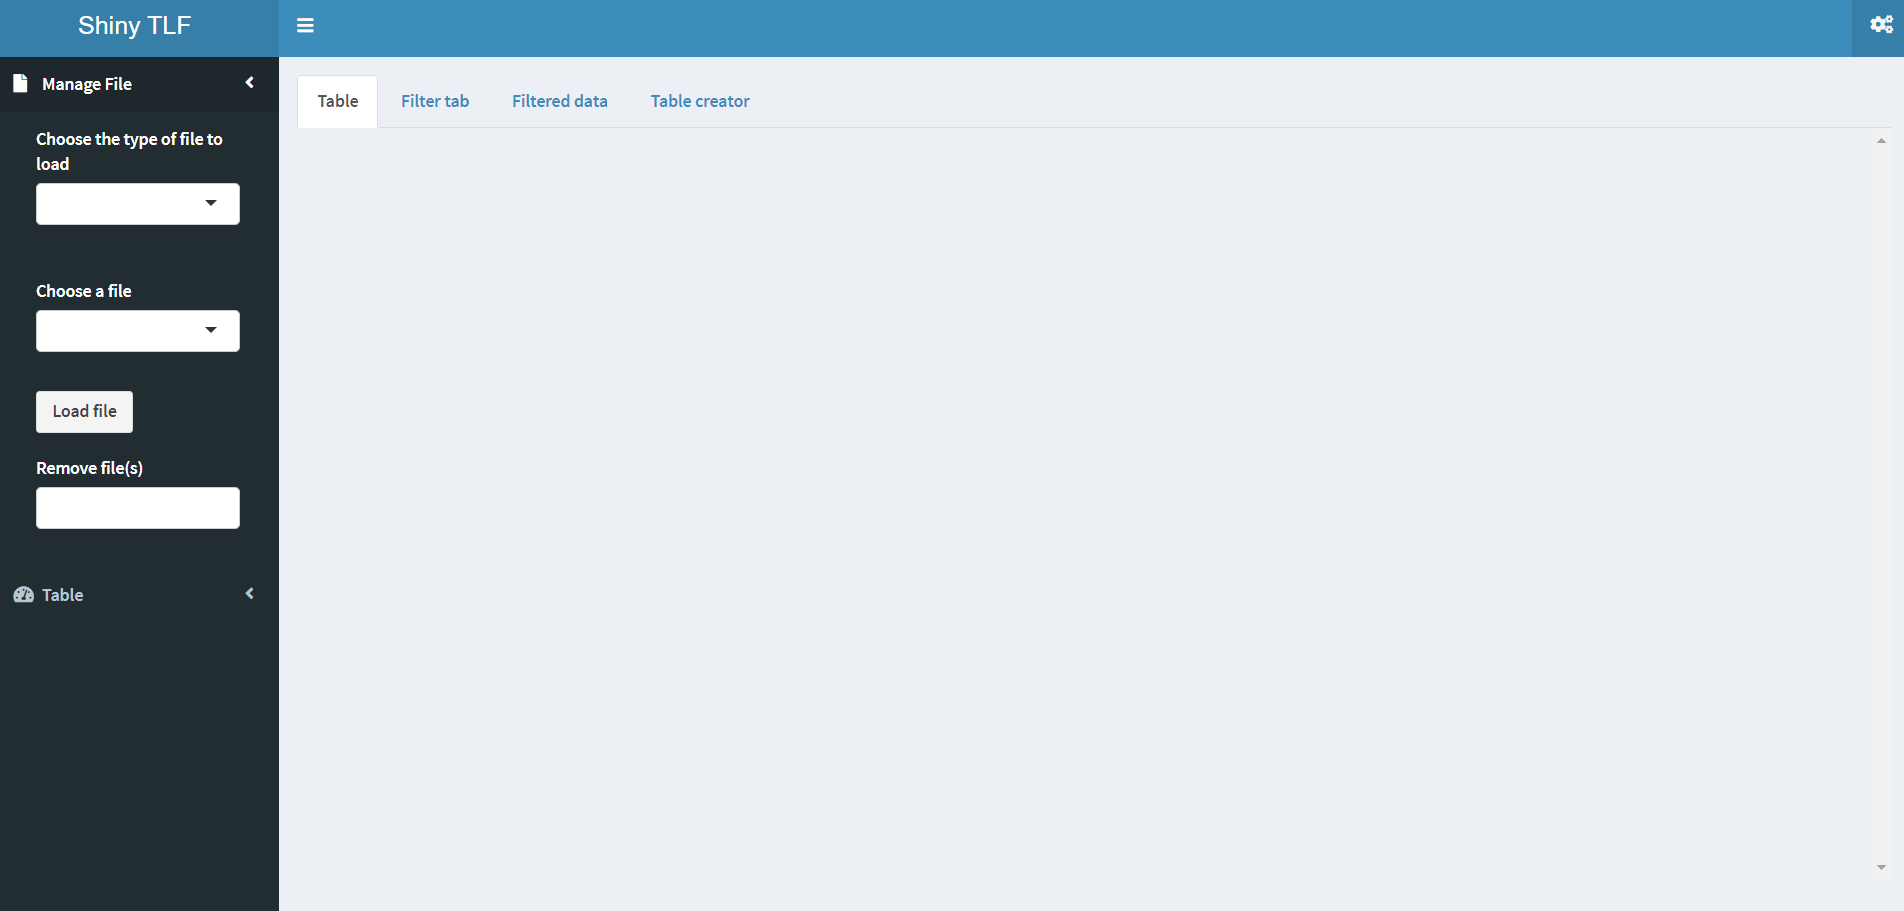 Shiny TLF
Manage File
Choose the type of file to
load
Choose a file
Load file
Remove file(s)
Table
Table
Filter tab
Filtered data
Table creator